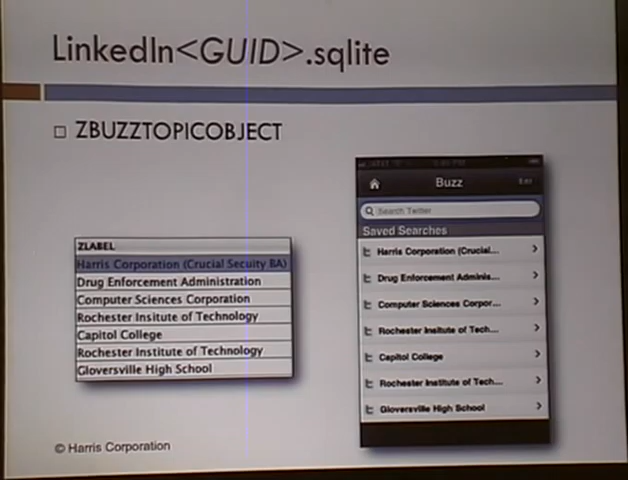 LinkedIn<GUID>.sqlite
ZBUZZTOPICOBJECT
ZLABEL
Harris Corporation (Crucial Secuity BA)
Drug Enforcement Administration
Computer Sciences Corporation
Rochester Insitute of Technology
Capitol College
Rochester Institute of Technology
Gloversville High School
Buzz
Edit
Search Twitter
Saved Searches
Harris Corporation (Crucial...
Drug Enforcement Adminis...
Computer Sciences Corpor...
Rochester Insitute of Tech...
Capitol College
Rochester Institute of Tech...
Gloversville High School
© Harris Corporation